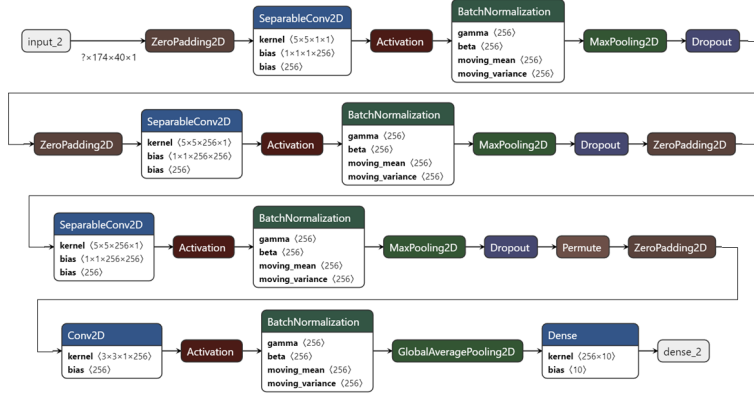 input_2
?×174×40×1
ZeroPadding2D
SeparableConv2D
kernel ⟨5×5×1×1⟩
bias ⟨1×1×1×256⟩
bias ⟨256⟩
Activation
BatchNormalization
gamma ⟨256⟩
beta ⟨256⟩
moving_mean ⟨256⟩
moving_variance ⟨256⟩
MaxPooling2D
Dropout
ZeroPadding2D
SeparableConv2D
kernel ⟨5×5×256×1⟩
bias ⟨1×1×256×256⟩
bias ⟨256⟩
Activation
BatchNormalization
gamma ⟨256⟩
beta ⟨256⟩
moving_mean ⟨256⟩
moving_variance ⟨256⟩
MaxPooling2D
Dropout
ZeroPadding2D
SeparableConv2D
kernel ⟨5×5×256×1⟩
bias ⟨1×1×256×256⟩
bias ⟨256⟩
Activation
BatchNormalization
gamma ⟨256⟩
beta ⟨256⟩
moving_mean ⟨256⟩
moving_variance ⟨256⟩
MaxPooling2D
Dropout
Permute
ZeroPadding2D
Conv2D
kernel ⟨3×3×1×256⟩
bias ⟨256⟩
Activation
BatchNormalization
gamma ⟨256⟩
beta ⟨256⟩
moving_mean ⟨256⟩
moving_variance ⟨256⟩
GlobalAveragePooling2D
Dense
kernel ⟨256×10⟩
bias ⟨10⟩
dense_2